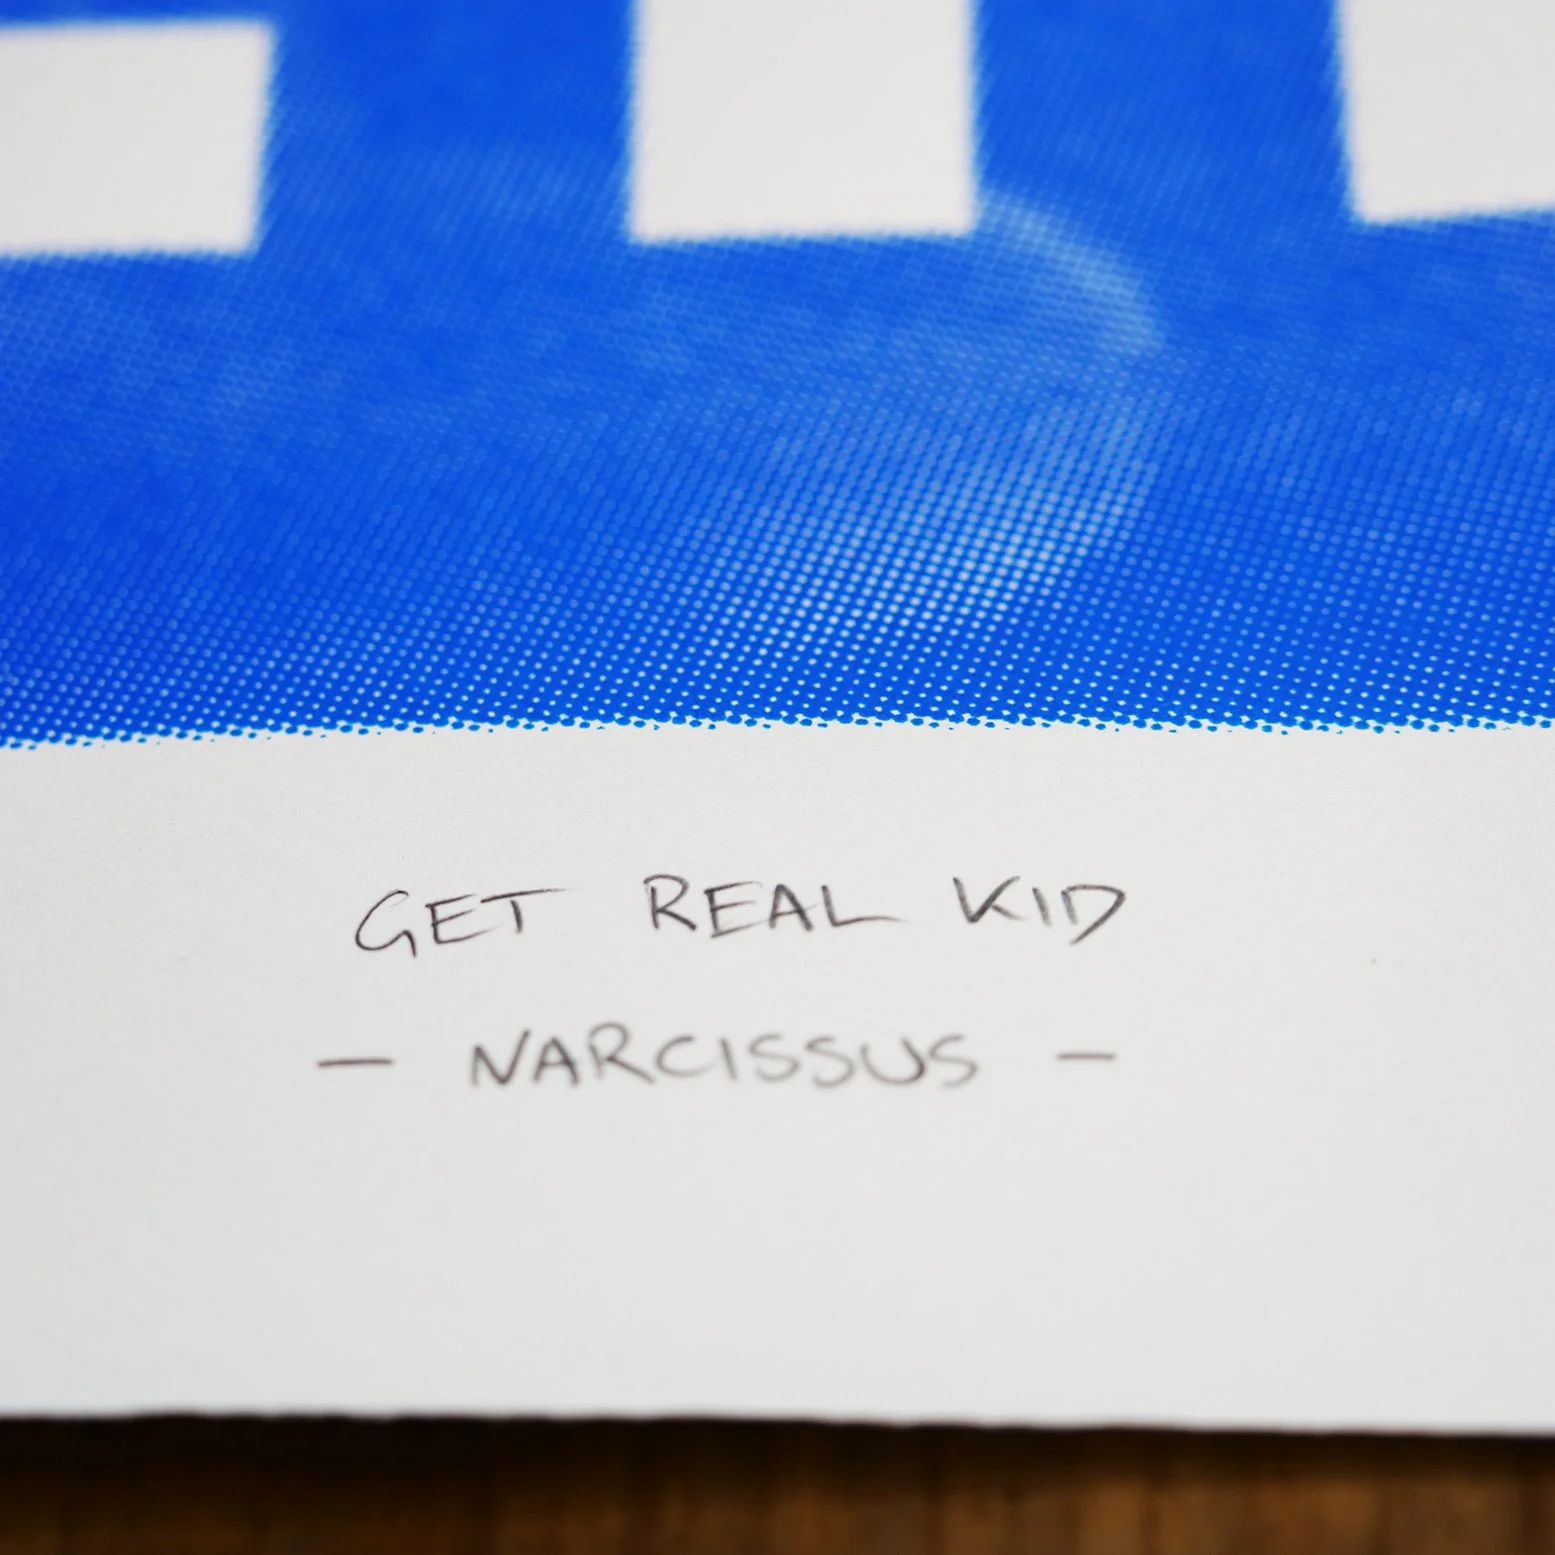 GET REAL KID
— NARCISSUS —